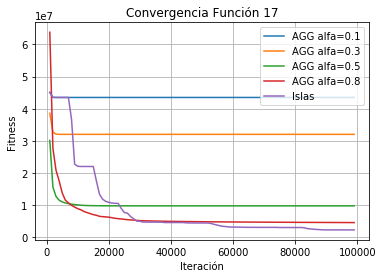 Convergencia Función 17
1e7
AGG alfa=0.1
AGG alfa=0.3
AGG alfa=0.5
AGG alfa=0.8
Islas
6
5
4
3
2
1
0
Fitness
0 20000 40000 60000 80000 100000
Iteración